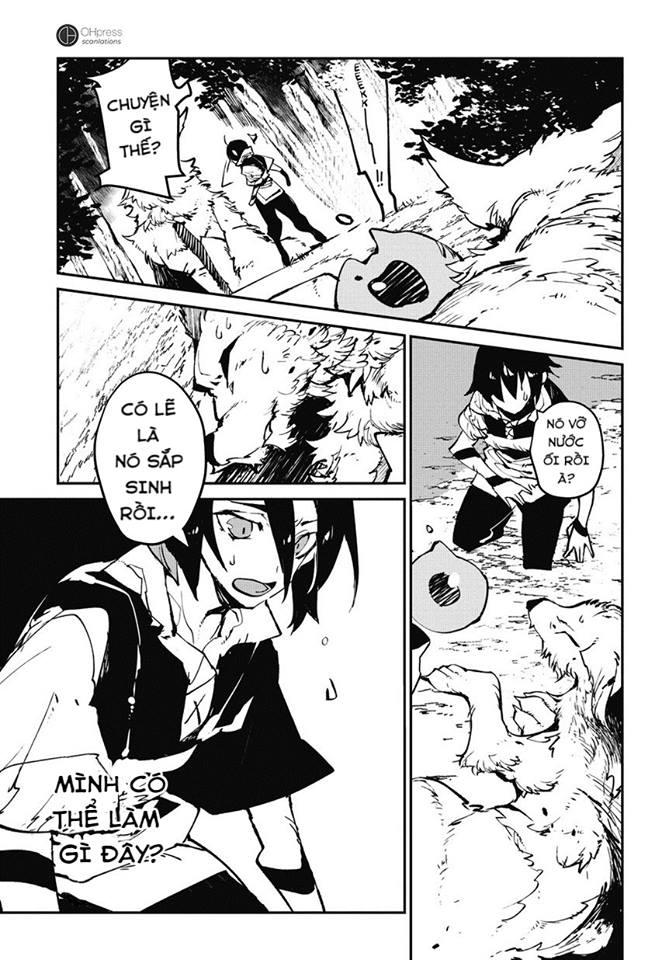 OHpress
scanlations
CHUYỆN
GÌ
THẾ?
NÓ VỠ
NƯỚC
ỐI RỒI
À?
CÓ LẼ
LÀ
NÓ SẮP
SINH
RỒI...
MÌNH CÓ
THỂ LÀM
GÌ ĐÂY?